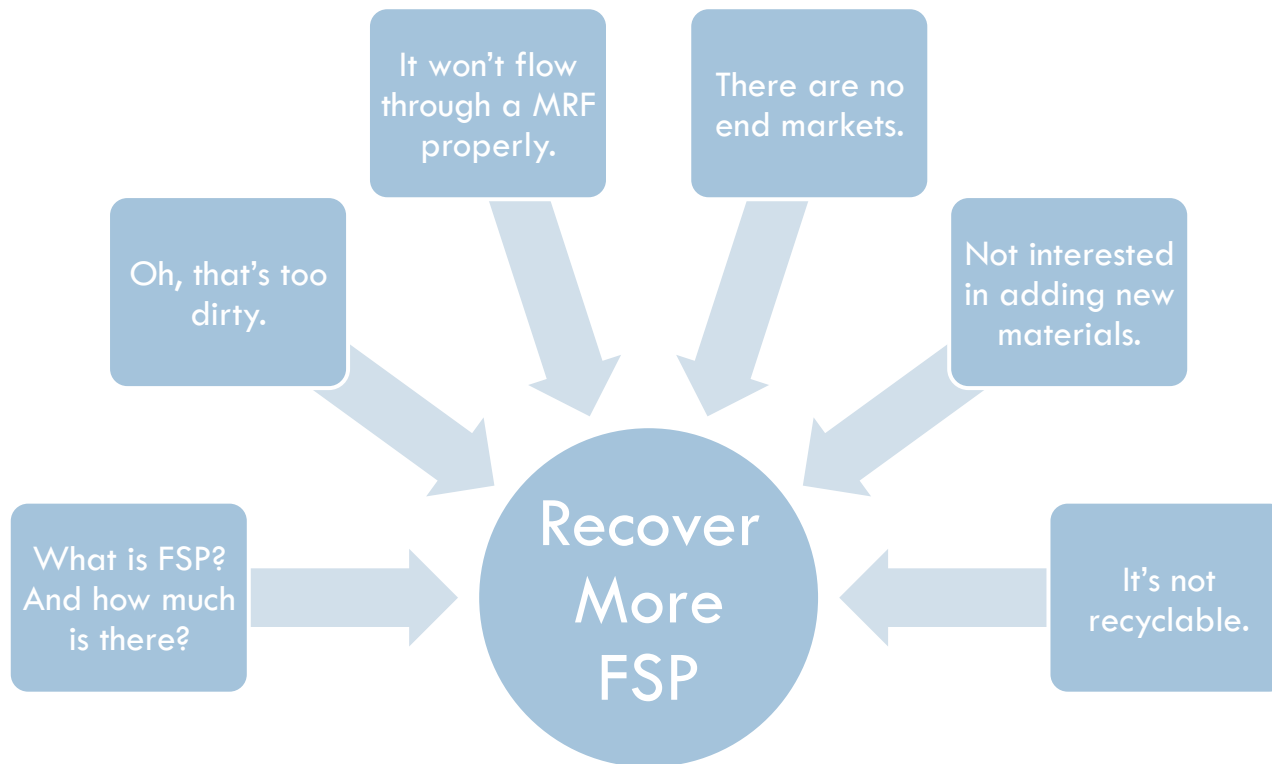 What is FSP?
And how much
is there?
Oh, that's too
dirty.
It won't flow
through a MRF
properly.
There are no
end markets.
Not interested
in adding new
materials.
It's not
recyclable.
Recover
More
FSP